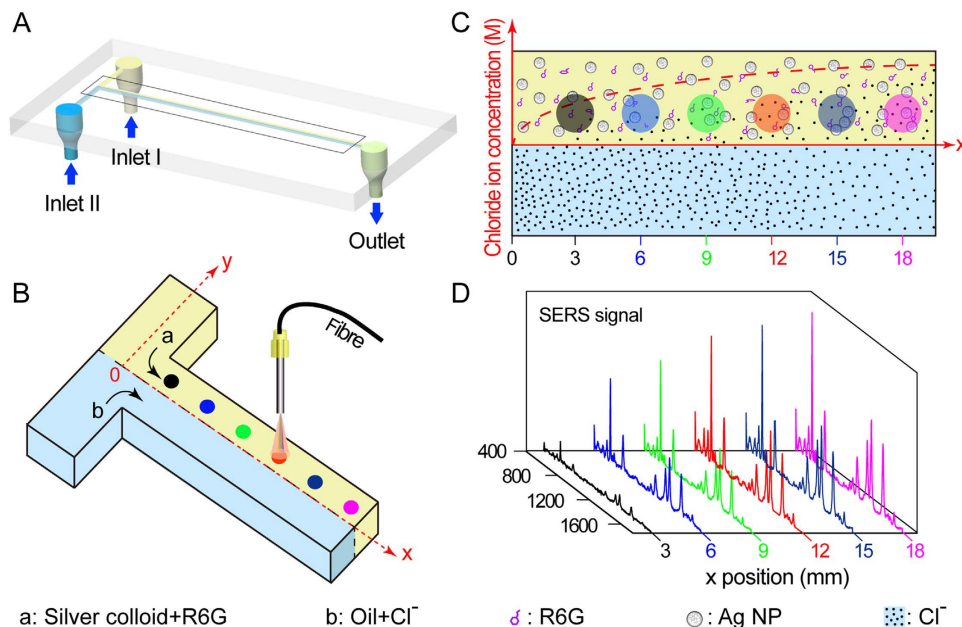 A
Inlet I
Inlet II
Outlet
B
y
a
0
b
Fibre
x
C
Chloride ion concentration (M)
x
0 3 6 9 12 15 18
D
SERS signal
400
800
1200
1600
3 6 9 12 15 18
x position (mm)
a: Silver colloid+R6G b: Oil+Cl⁻ : R6G : Ag NP : Cl⁻